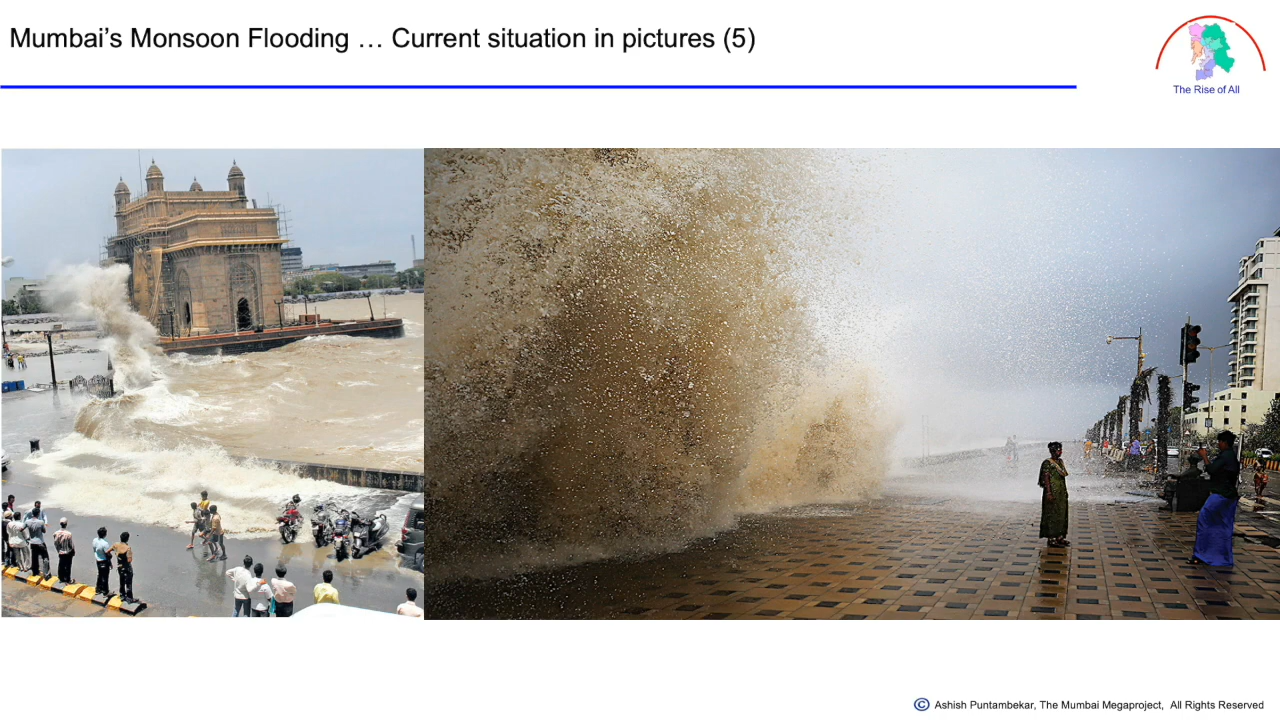 Mumbai’s Monsoon Flooding … Current situation in pictures (5)
The Rise of All
© Ashish Puntambekar, The Mumbai Megaproject, All Rights Reserved